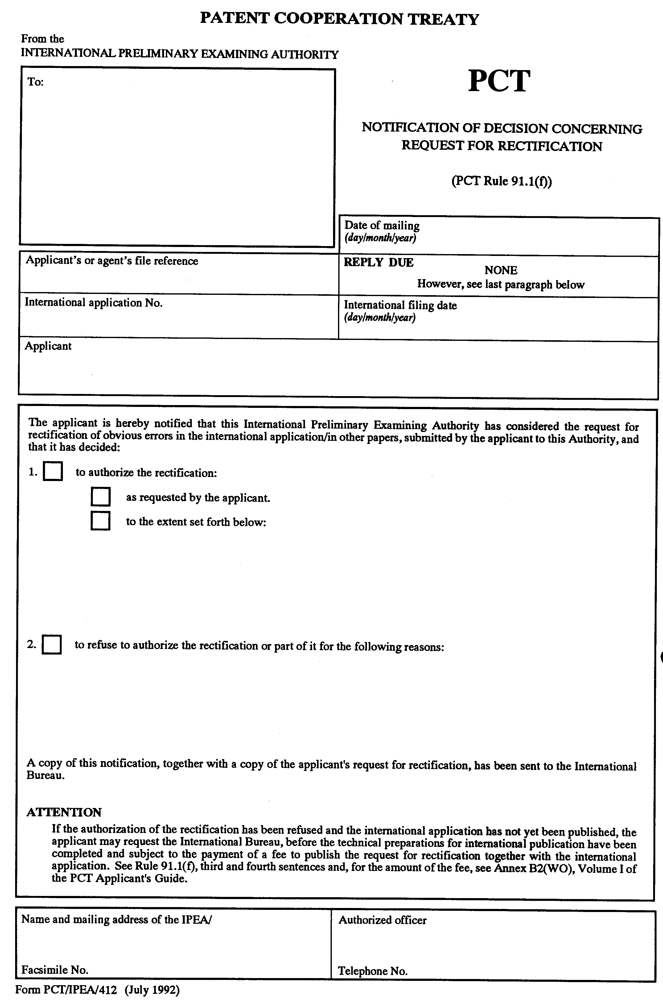 PATENT COOPERATION TREATY
From the
INTERNATIONAL PRELIMINARY EXAMINING AUTHORITY
To:
PCT
NOTIFICATION OF DECISION CONCERNING
REQUEST FOR RECTIFICATION
(PCT Rule 91.1(f))
Date of mailing
(day/month/year)
Applicant's or agent's file reference
REPLY DUE
NONE
However, see last paragraph below
International application No.
International filing date
(day/month/year)
Applicant
The applicant is hereby notified that this International Preliminary Examining Authority has considered the request for
rectification of obvious errors in the international application/in other papers, submitted by the applicant to this Authority, and
that it has decided:
1. to authorize the rectification:
as requested by the applicant.
to the extent set forth below:
2. to refuse to authorize the rectification or part of it for the following reasons:
A copy of this notification, together with a copy of the applicant's request for rectification, has been sent to the International
Bureau.
ATTENTION
If the authorization of the rectification has been refused and the international application has not yet been published, the
applicant may request the International Bureau, before the technical preparations for international publication have been
completed and subject to the payment of a fee to publish the request for rectification together with the international
application. See Rule 91.1(f), third and fourth sentences and, for the amount of the fee, see Annex B2(WO), Volume I of
the PCT Applicant's Guide.
Name and mailing address of the IPEA/
Authorized officer
Facsimile No.
Telephone No.
Form PCT/IPEA/412 (July 1992)